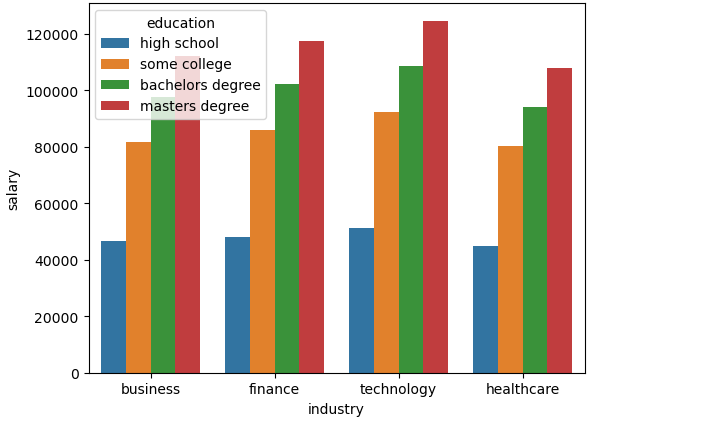 education
high school
some college
bachelors degree
masters degree
120000
100000
80000
60000
40000
20000
0
salary
business finance technology healthcare
industry